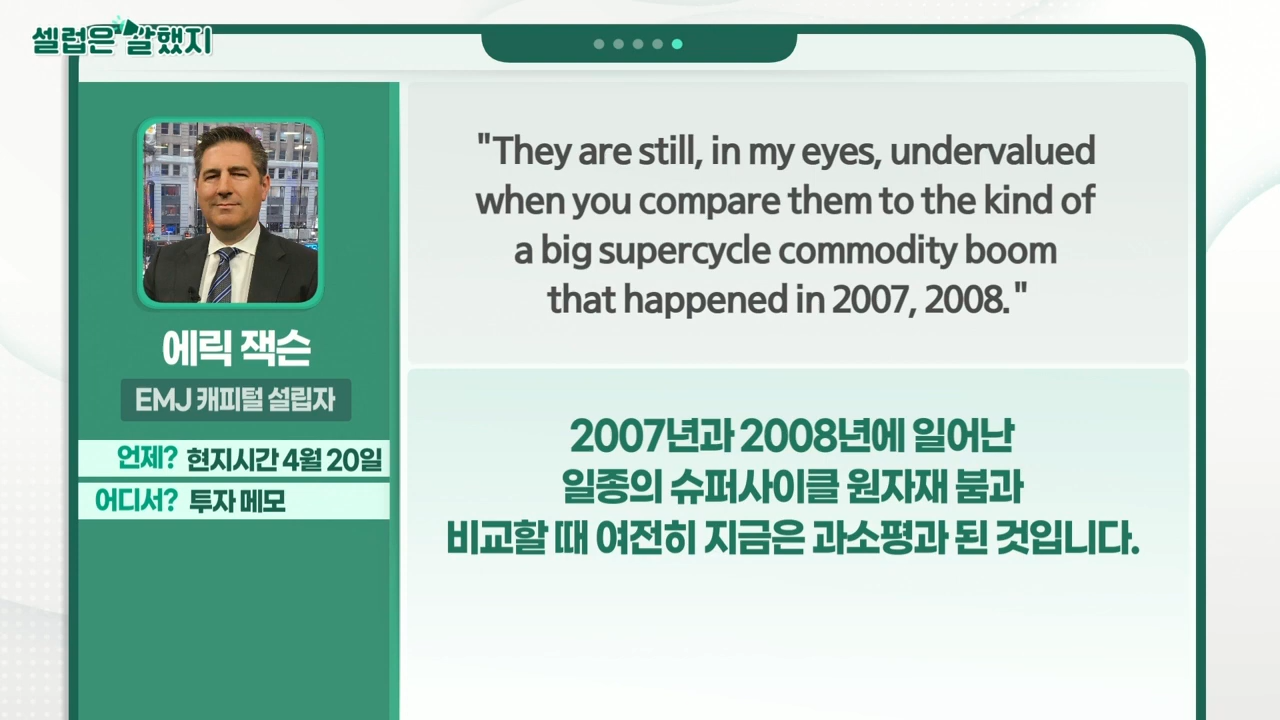 셀럽은 살했지
에릭 잭슨
EMJ 캐피털 설립자
언제? 현지시간 4월 20일
어디서? 투자 메모
"They are still, in my eyes, undervalued
when you compare them to the kind of
a big supercycle commodity boom
that happened in 2007, 2008."
2007년과 2008년에 일어난
일종의 슈퍼사이클 원자재 붐과
비교할 때 여전히 지금은 과소평과 된 것입니다.